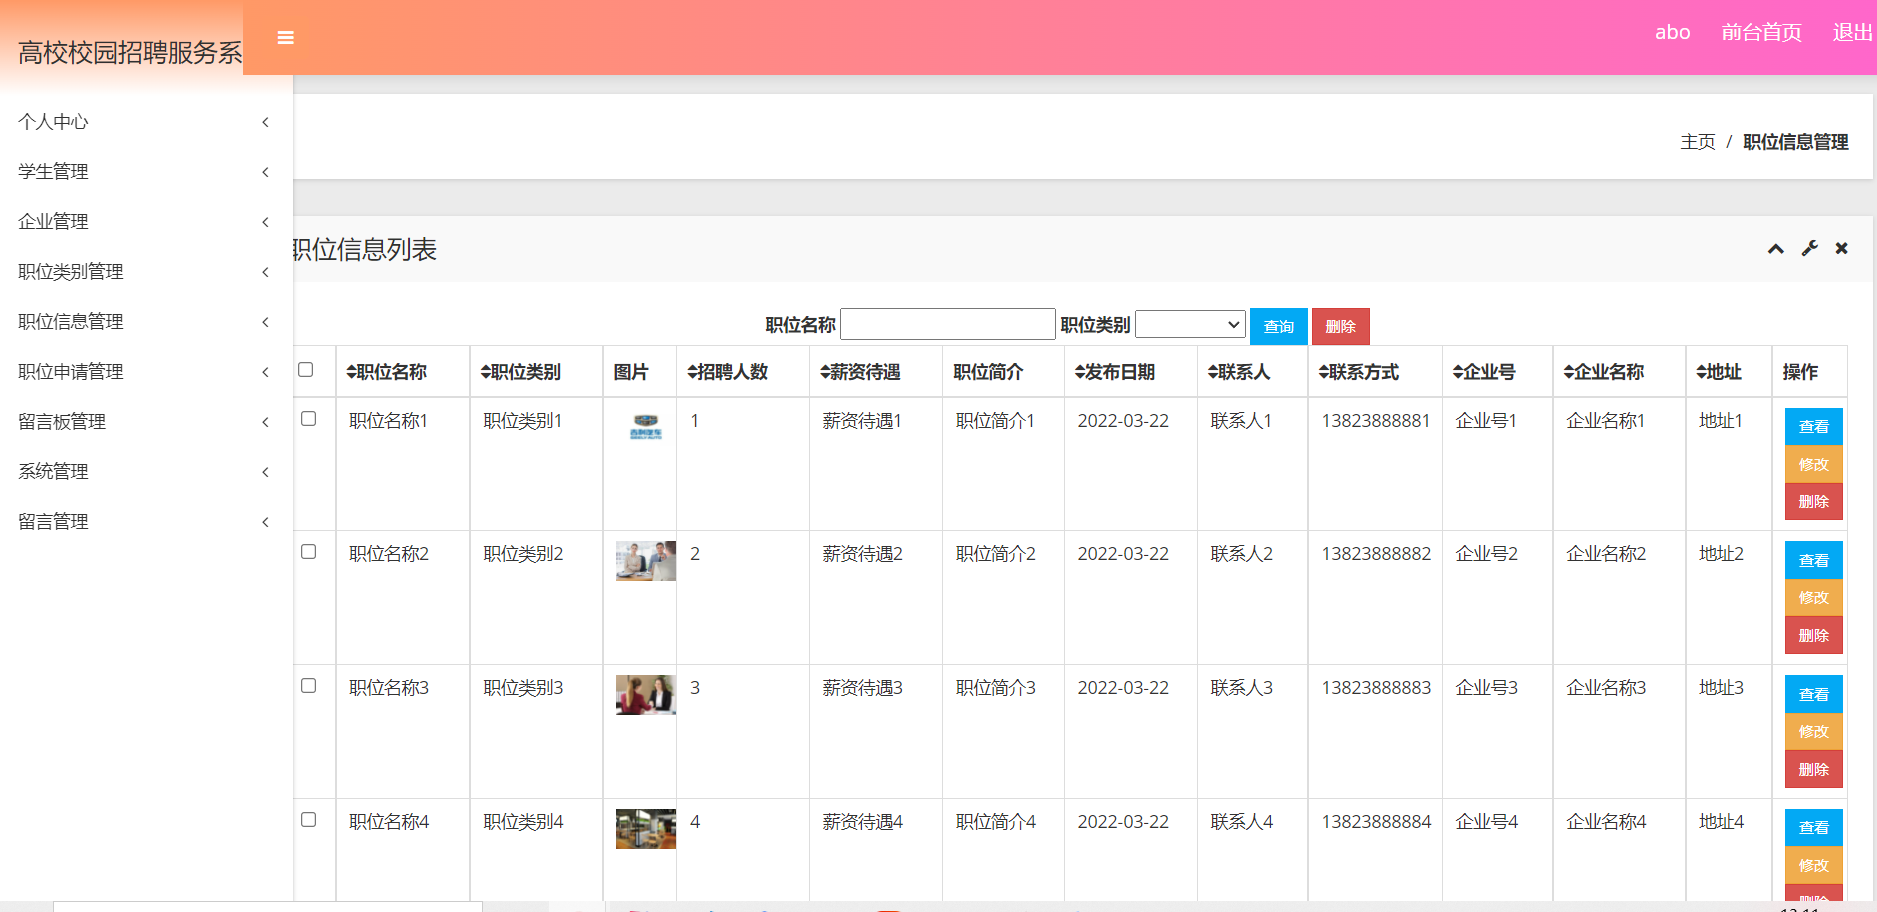 高校校园招聘服务系
abo 前台首页 退出
个人中心
学生管理
企业管理
职位类别管理
职位信息管理
职位申请管理
留言板管理
系统管理
留言管理
主页 / 职位信息管理
职位信息列表
职位名称 职位类别 查询 删除
职位名称 职位类别 图片 招聘人数 薪资待遇 职位简介 发布日期 联系人 联系方式 企业号 企业名称 地址 操作
职位名称1 职位类别1 1 薪资待遇1 职位简介1 2022-03-22 联系人1 13823888881 企业号1 企业名称1 地址1 查看
修改
删除
职位名称2 职位类别2 2 薪资待遇2 职位简介2 2022-03-22 联系人2 13823888882 企业号2 企业名称2 地址2 查看
修改
删除
职位名称3 职位类别3 3 薪资待遇3 职位简介3 2022-03-22 联系人3 13823888883 企业号3 企业名称3 地址3 查看
修改
删除
职位名称4 职位类别4 4 薪资待遇4 职位简介4 2022-03-22 联系人4 13823888884 企业号4 企业名称4 地址4 查看
修改